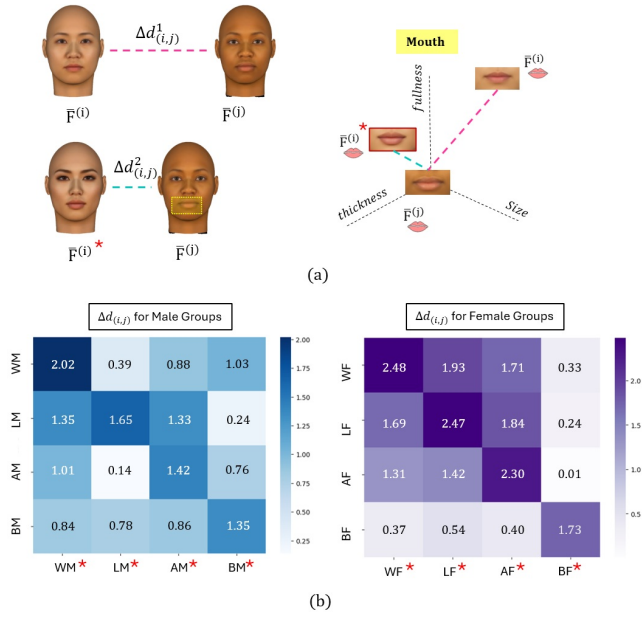 Δd¹(i,j)
F̅⁽ⁱ⁾
F̅⁽ʲ⁾
Δd²(i,j)
F̅⁽ⁱ⁾*
F̅⁽ʲ⁾
Mouth
fullness
F̅⁽ⁱ⁾
F̅⁽ⁱ⁾*
thickness
Size
F̅⁽ʲ⁾
(a)
Δd(i,j) for Male Groups
2.00
1.75
1.50
1.25
1.00
0.75
0.50
0.25
WM 2.02 0.39 0.88 1.03
LM 1.35 1.65 1.33 0.24
AM 1.01 0.14 1.42 0.76
BM 0.84 0.78 0.86 1.35
WM* LM* AM* BM*
Δd(i,j) for Female Groups
2.0
1.5
1.0
0.5
WF 2.48 1.93 1.71 0.33
LF 1.69 2.47 1.84 0.24
AF 1.31 1.42 2.30 0.01
BF 0.37 0.54 0.40 1.73
WF* LF* AF* BF*
(b)